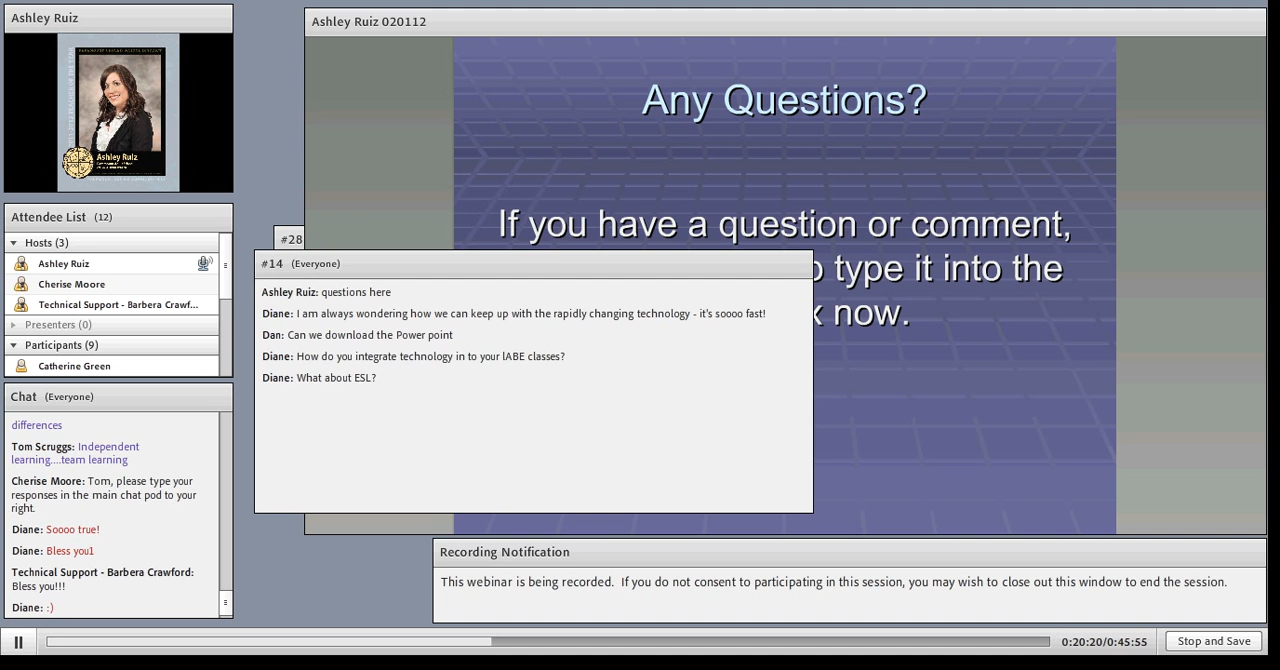 Ashley Ruiz
Ashley Ruiz
Attendee List (12)
Hosts (3)
Ashley Ruiz
Cherise Moore
Technical Support - Barbera Crawf...
Presenters (0)
Participants (9)
Catherine Green
Chat (Everyone)
differences
Tom Scruggs: Independent
learning....team learning
Cherise Moore: Tom, please type your
responses in the main chat pod to your
right.
Diane: Soooo true!
Diane: Bless you1
Technical Support - Barbera Crawford:
Bless you!!!
Diane: :)
Ashley Ruiz 020112
Any Questions?
If you have a question or comment,
type it into the
now.
#28
#14 (Everyone)
Ashley Ruiz: questions here
Diane: I am always wondering how we can keep up with the rapidly changing technology - it's soooo fast!
Dan: Can we download the Power point
Diane: How do you integrate technology in to your lABE classes?
Diane: What about ESL?
Recording Notification
This webinar is being recorded. If you do not consent to participating in this session, you may wish to close out this window to end the session.
0:20:20/0:45:55
Stop and Save